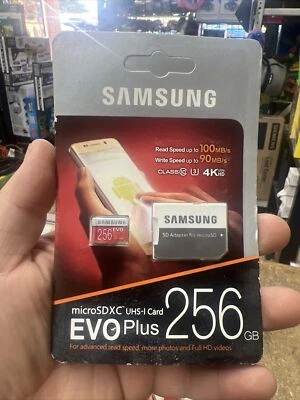 SAMSUNG
Read Speed up to 100MB/s
Write Speed up to 90MB/s
CLASS 10 U3 4K UHD
SAMSUNG
SD Adapter for microSD
256 EVO
microSDXC™ UHS-I Card
EVO Plus 256 GB
For advanced read speed, more photos and Full HD videos